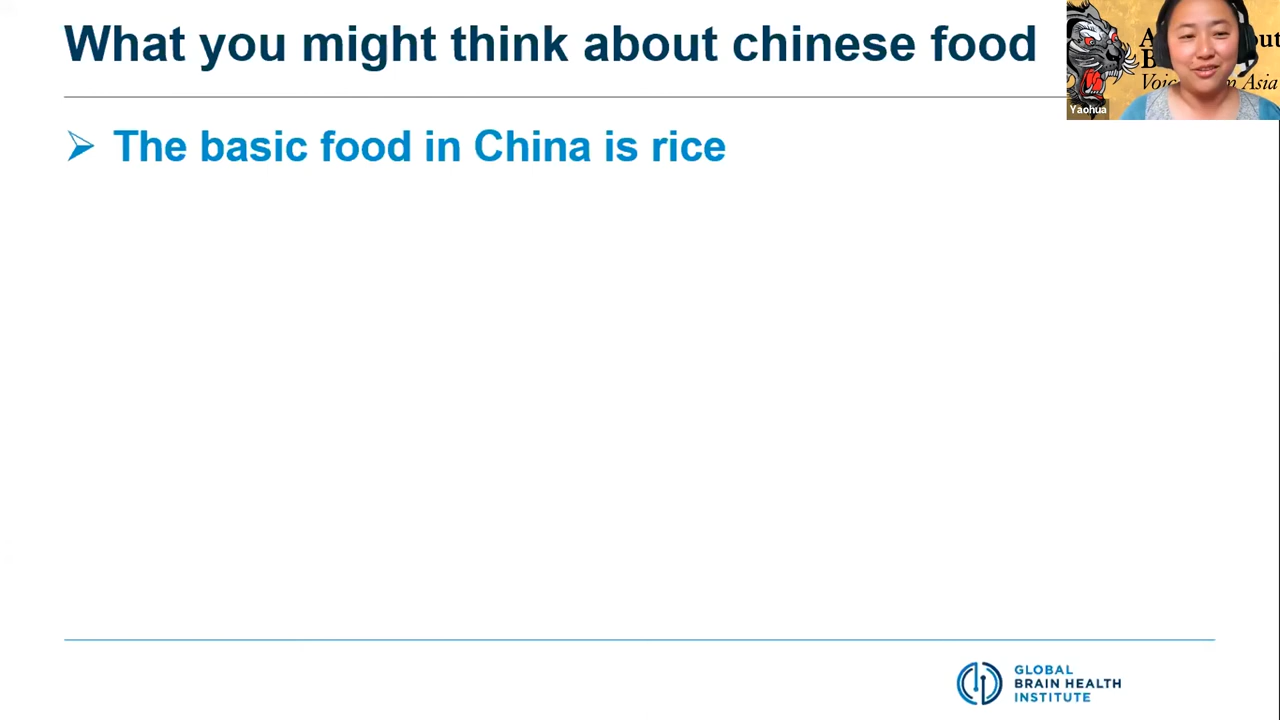 What you might think about chinese food
The basic food in China is rice
Yaohua
Asia
GLOBAL
BRAIN HEALTH
INSTITUTE